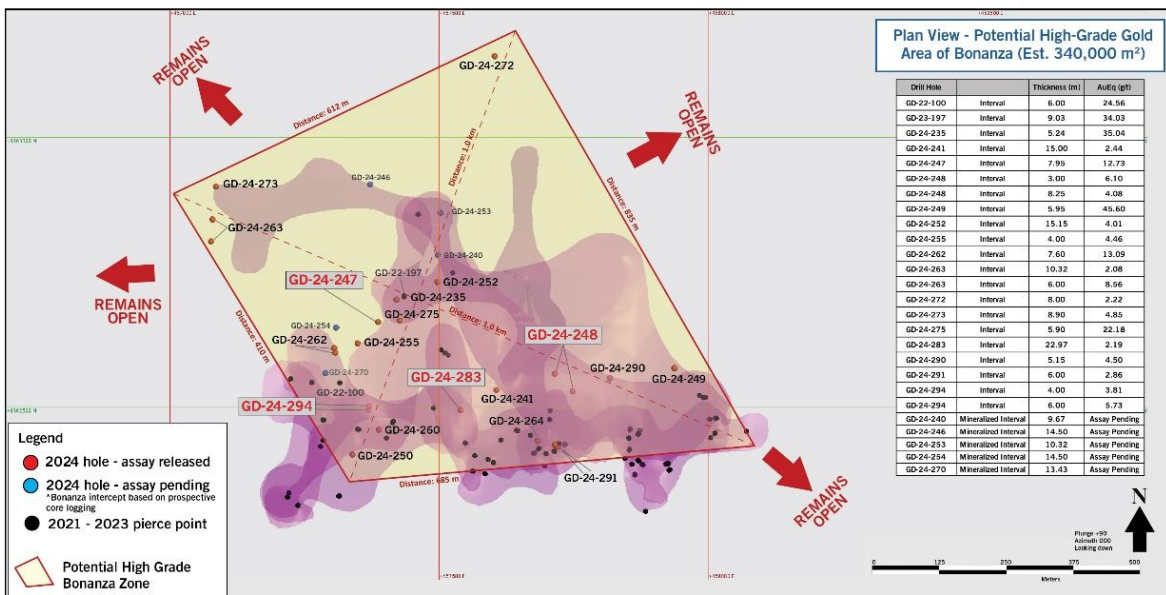 +457000 E
+457500 E
+458000 E
+458500 E
Plan View - Potential High-Grade Gold
Area of Bonanza (Est. 340,000 m²)
REMAINS
OPEN
GD-24-272
Distance: 612 m
Distance: 1.0 km
REMAINS
OPEN
GD-24-273
GD-24-246
GD-24-263
GD-24-253
Distance: 835 m
GD-24-240
GD-24-247
GD-22-197
GD-24-252
GD-24-235
REMAINS
OPEN
GD-24-275
Distance: 1.0 km
GD-24-254
GD-24-262
GD-24-255
GD-24-248
Distance: 410 m
GD-24-270
GD-24-283
GD-24-290
GD-24-249
GD-22-100
GD-24-241
GD-24-294
GD-24-264
GD-24-260
GD-24-250
GD-24-291
Distance: 685 m
REMAINS
OPEN
Drill Hole Thickness (m) AuEq (g/t)
GD-22-100 Interval 6.00 24.56
GD-23-197 Interval 9.03 34.03
GD-24-235 Interval 5.24 35.04
GD-24-241 Interval 15.00 2.44
GD-24-247 Interval 7.95 12.73
GD-24-248 Interval 3.00 6.10
GD-24-248 Interval 8.25 4.08
GD-24-249 Interval 5.95 45.60
GD-24-252 Interval 15.15 4.01
GD-24-255 Interval 4.00 4.46
GD-24-262 Interval 7.60 13.09
GD-24-263 Interval 10.32 2.08
GD-24-263 Interval 6.00 8.56
GD-24-272 Interval 8.00 2.22
GD-24-273 Interval 8.90 4.85
GD-24-275 Interval 5.90 22.18
GD-24-283 Interval 22.97 2.19
GD-24-290 Interval 5.15 4.50
GD-24-291 Interval 6.00 2.86
GD-24-294 Interval 4.00 3.81
GD-24-294 Interval 6.00 5.73
GD-24-240 Mineralized Interval 9.67 Assay Pending
GD-24-246 Mineralized Interval 14.50 Assay Pending
GD-24-253 Mineralized Interval 10.32 Assay Pending
GD-24-254 Mineralized Interval 14.50 Assay Pending
GD-24-270 Mineralized Interval 13.43 Assay Pending
Legend
2024 hole - assay released
2024 hole - assay pending
^Bonanza intercept based on prospective
core logging
2021 - 2023 pierce point
Potential High Grade
Bonanza Zone
N
Plunge +90
Azimuth 000
Looking down
0 125 250 375 500
Meters
+457500 E
+458000 E